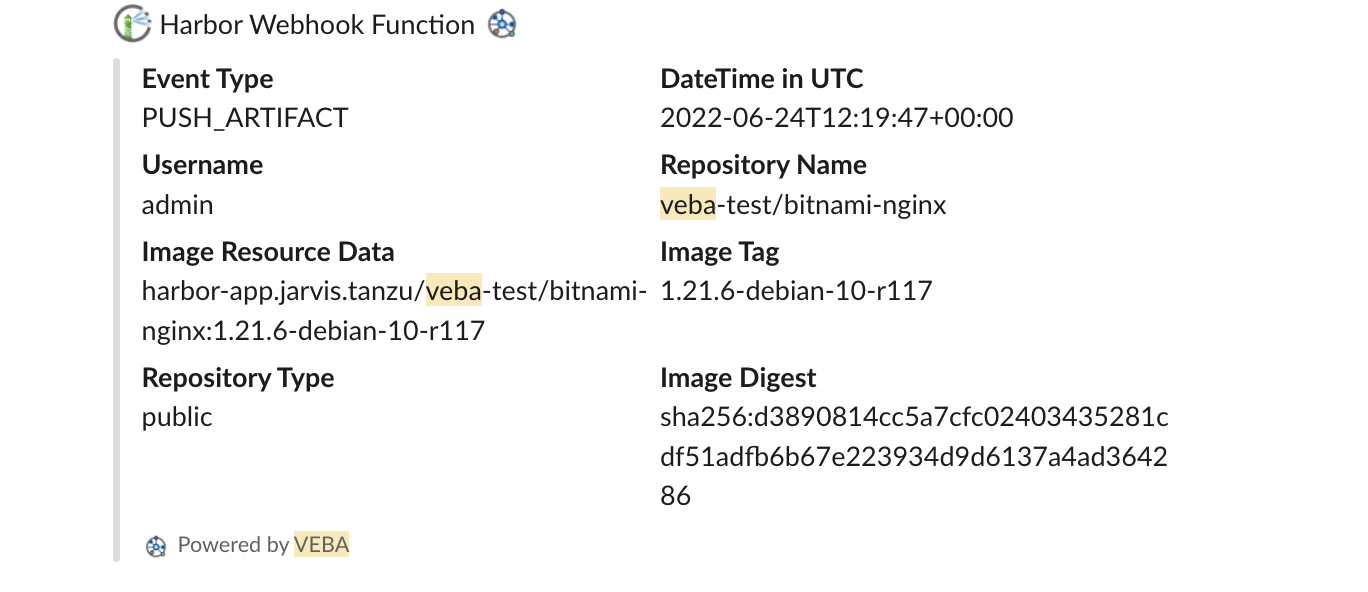 Harbor Webhook Function
Event Type
PUSH_ARTIFACT
DateTime in UTC
2022-06-24T12:19:47+00:00
Username
admin
Repository Name
veba-test/bitnami-nginx
Image Resource Data
harbor-app.jarvis.tanzu/veba-test/bitnami-
nginx:1.21.6-debian-10-r117
Image Tag
1.21.6-debian-10-r117
Repository Type
public
Image Digest
sha256:d3890814cc5a7cfc02403435281c
df51adfb6b67e223934d9d6137a4ad3642
86
Powered by VEBA